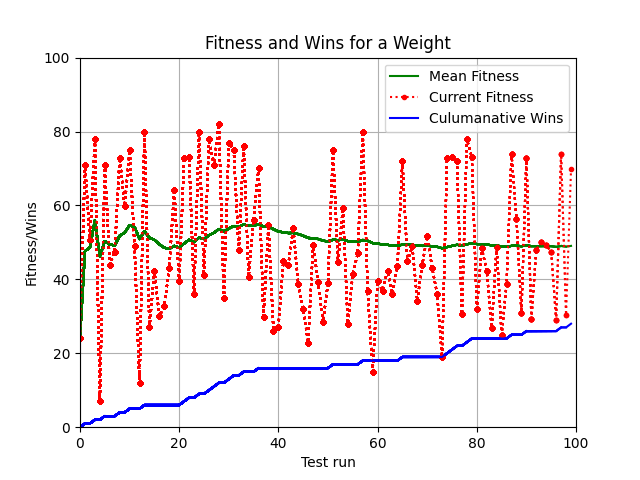 Fitness and Wins for a Weight
Mean Fitness
Current Fitness
Culumanative Wins
Fitness/Wins
100
80
60
40
20
0
0 20 40 60 80 100
Test run